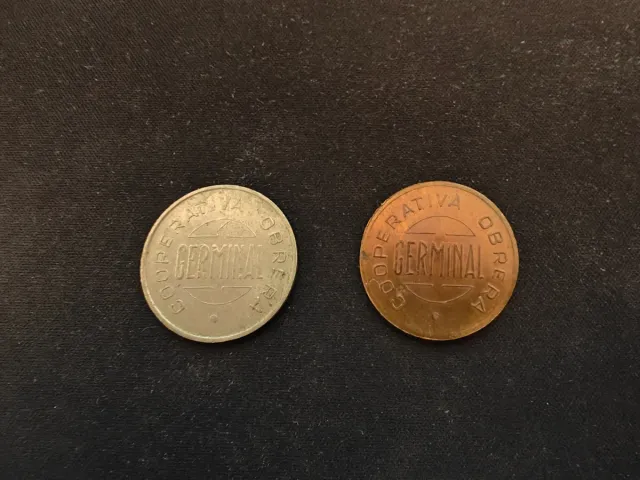 COOPERATIVA OBRERA
GERMINAL
COOPERATIVA OBRERA
GERMINAL